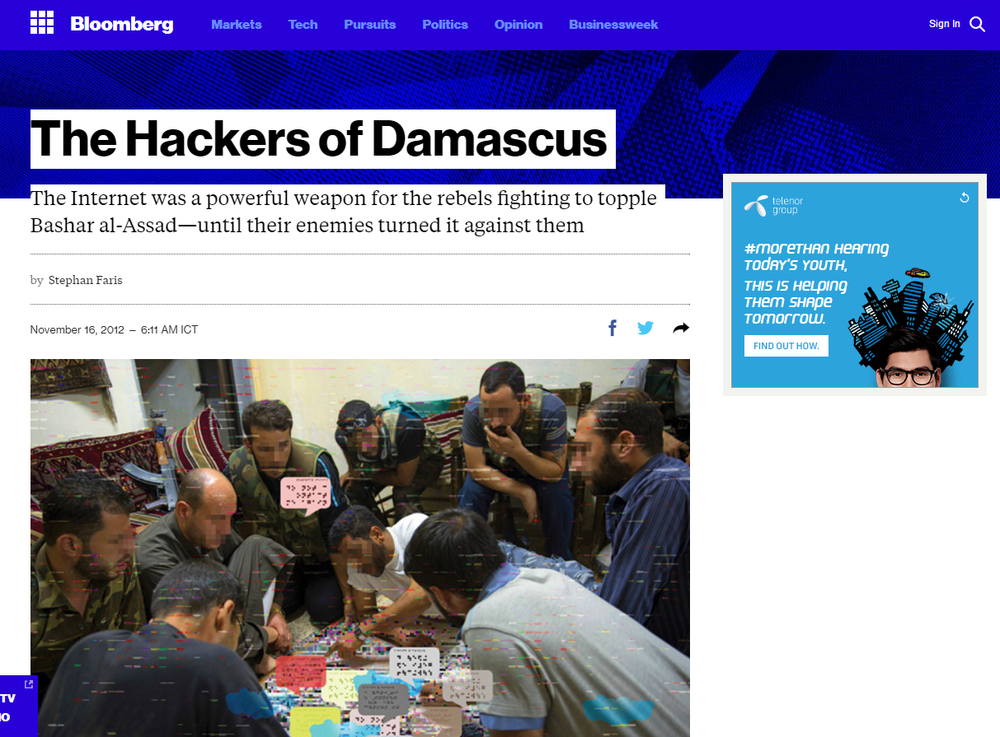 Bloomberg
Markets
Tech
Pursuits
Politics
Opinion
Businessweek
Sign In
The Hackers of Damascus
The Internet was a powerful weapon for the rebels fighting to topple
Bashar al-Assad—until their enemies turned it against them
by Stephan Faris
November 16, 2012 – 6:11 AM ICT
telenor
group
#MORETHAN HEARING
TODAY'S YOUTH,
THIS IS HELPING
THEM SHAPE
TOMORROW.
FIND OUT HOW.
TV